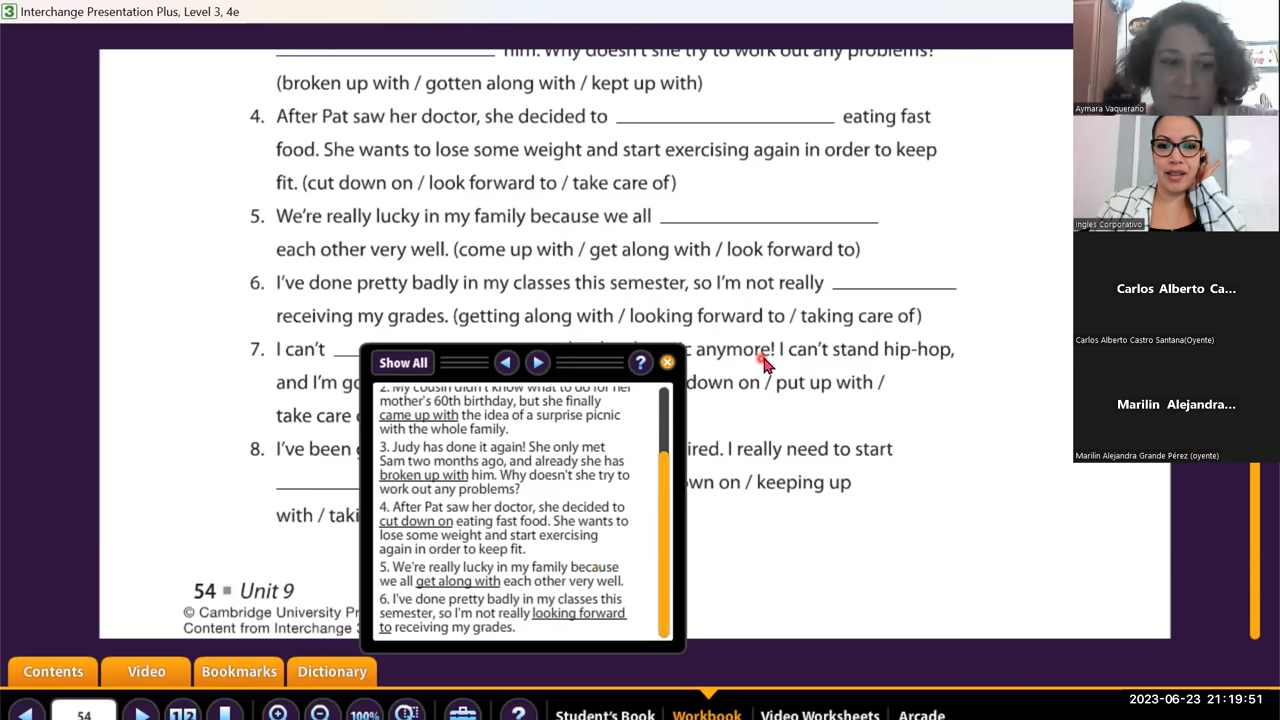 Interchange Presentation Plus, Level 3, 4e
him. Why doesn't she try to work out any problems?
(broken up with / gotten along with / kept up with)
4. After Pat saw her doctor, she decided to ____________ eating fast
food. She wants to lose some weight and start exercising again in order to keep
fit. (cut down on / look forward to / take care of)
5. We're really lucky in my family because we all ____________
each other very well. (come up with / get along with / look forward to)
6. I've done pretty badly in my classes this semester, so I'm not really ____________
receiving my grades. (getting along with / looking forward to / taking care of)
7. I can't ____ anymore! I can't stand hip-hop,
and I'm down on / put up with /
take care
8. I've been ired. I really need to start
____ wn on / keeping up
with / taki
54 ■ Unit 9
© Cambridge University
Content from Interchange
Show All
?
2. My cousin didn't know what to do for her
mother's 60th birthday, but she finally
came up with the idea of a surprise picnic
with the whole family.
3. Judy has done it again! She only met
Sam two months ago, and already she has
broken up with him. Why doesn't she try to
work out any problems?
4. After Pat saw her doctor, she decided to
cut down on eating fast food. She wants to
lose some weight and start exercising
again in order to keep fit.
5. We're really lucky in my family because
we all get along with each other very well.
6. I've done pretty badly in my classes this
semester, so I'm not really looking forward
to receiving my grades.
Aymara Vaquerano
Ingles Corporativo
Carlos Alberto Ca...
Carlos Alberto Castro Santana(Oyente)
Marilin Alejandra...
Marilin Alejandra Grande Pérez (oyente)
Contents
Video
Bookmarks
Dictionary
2023-06-23 21:19:51
54
100%
?
Student's Book
Workbook
Video Worksheets
Arcade